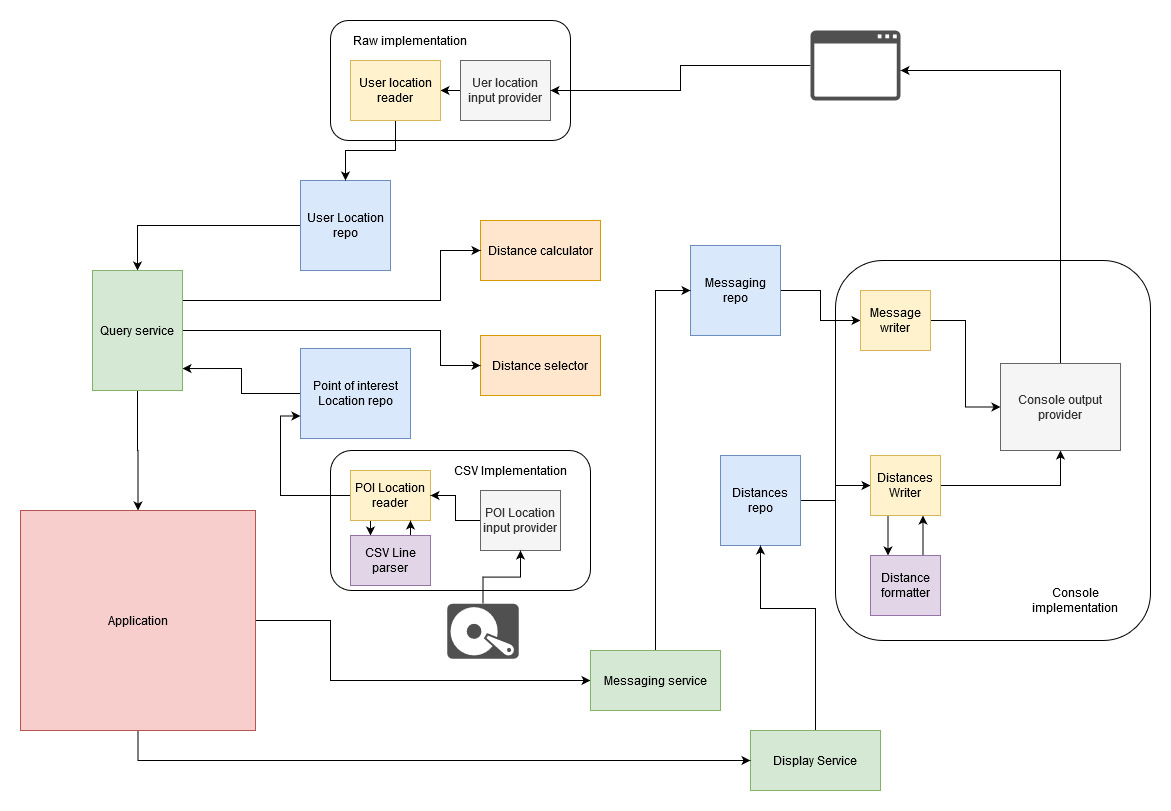 Raw implementation
User location
reader
Uer location
input provider
User Location
repo
Query service
Distance calculator
Distance selector
Point of interest
Location repo
CSV Implementation
POI Location
reader
POI Location
input provider
CSV Line
parser
Application
Messaging
repo
Message
writer
Console output
provider
Distances
repo
Distances
Writer
Distance
formatter
Console
implementation
Messaging service
Display Service